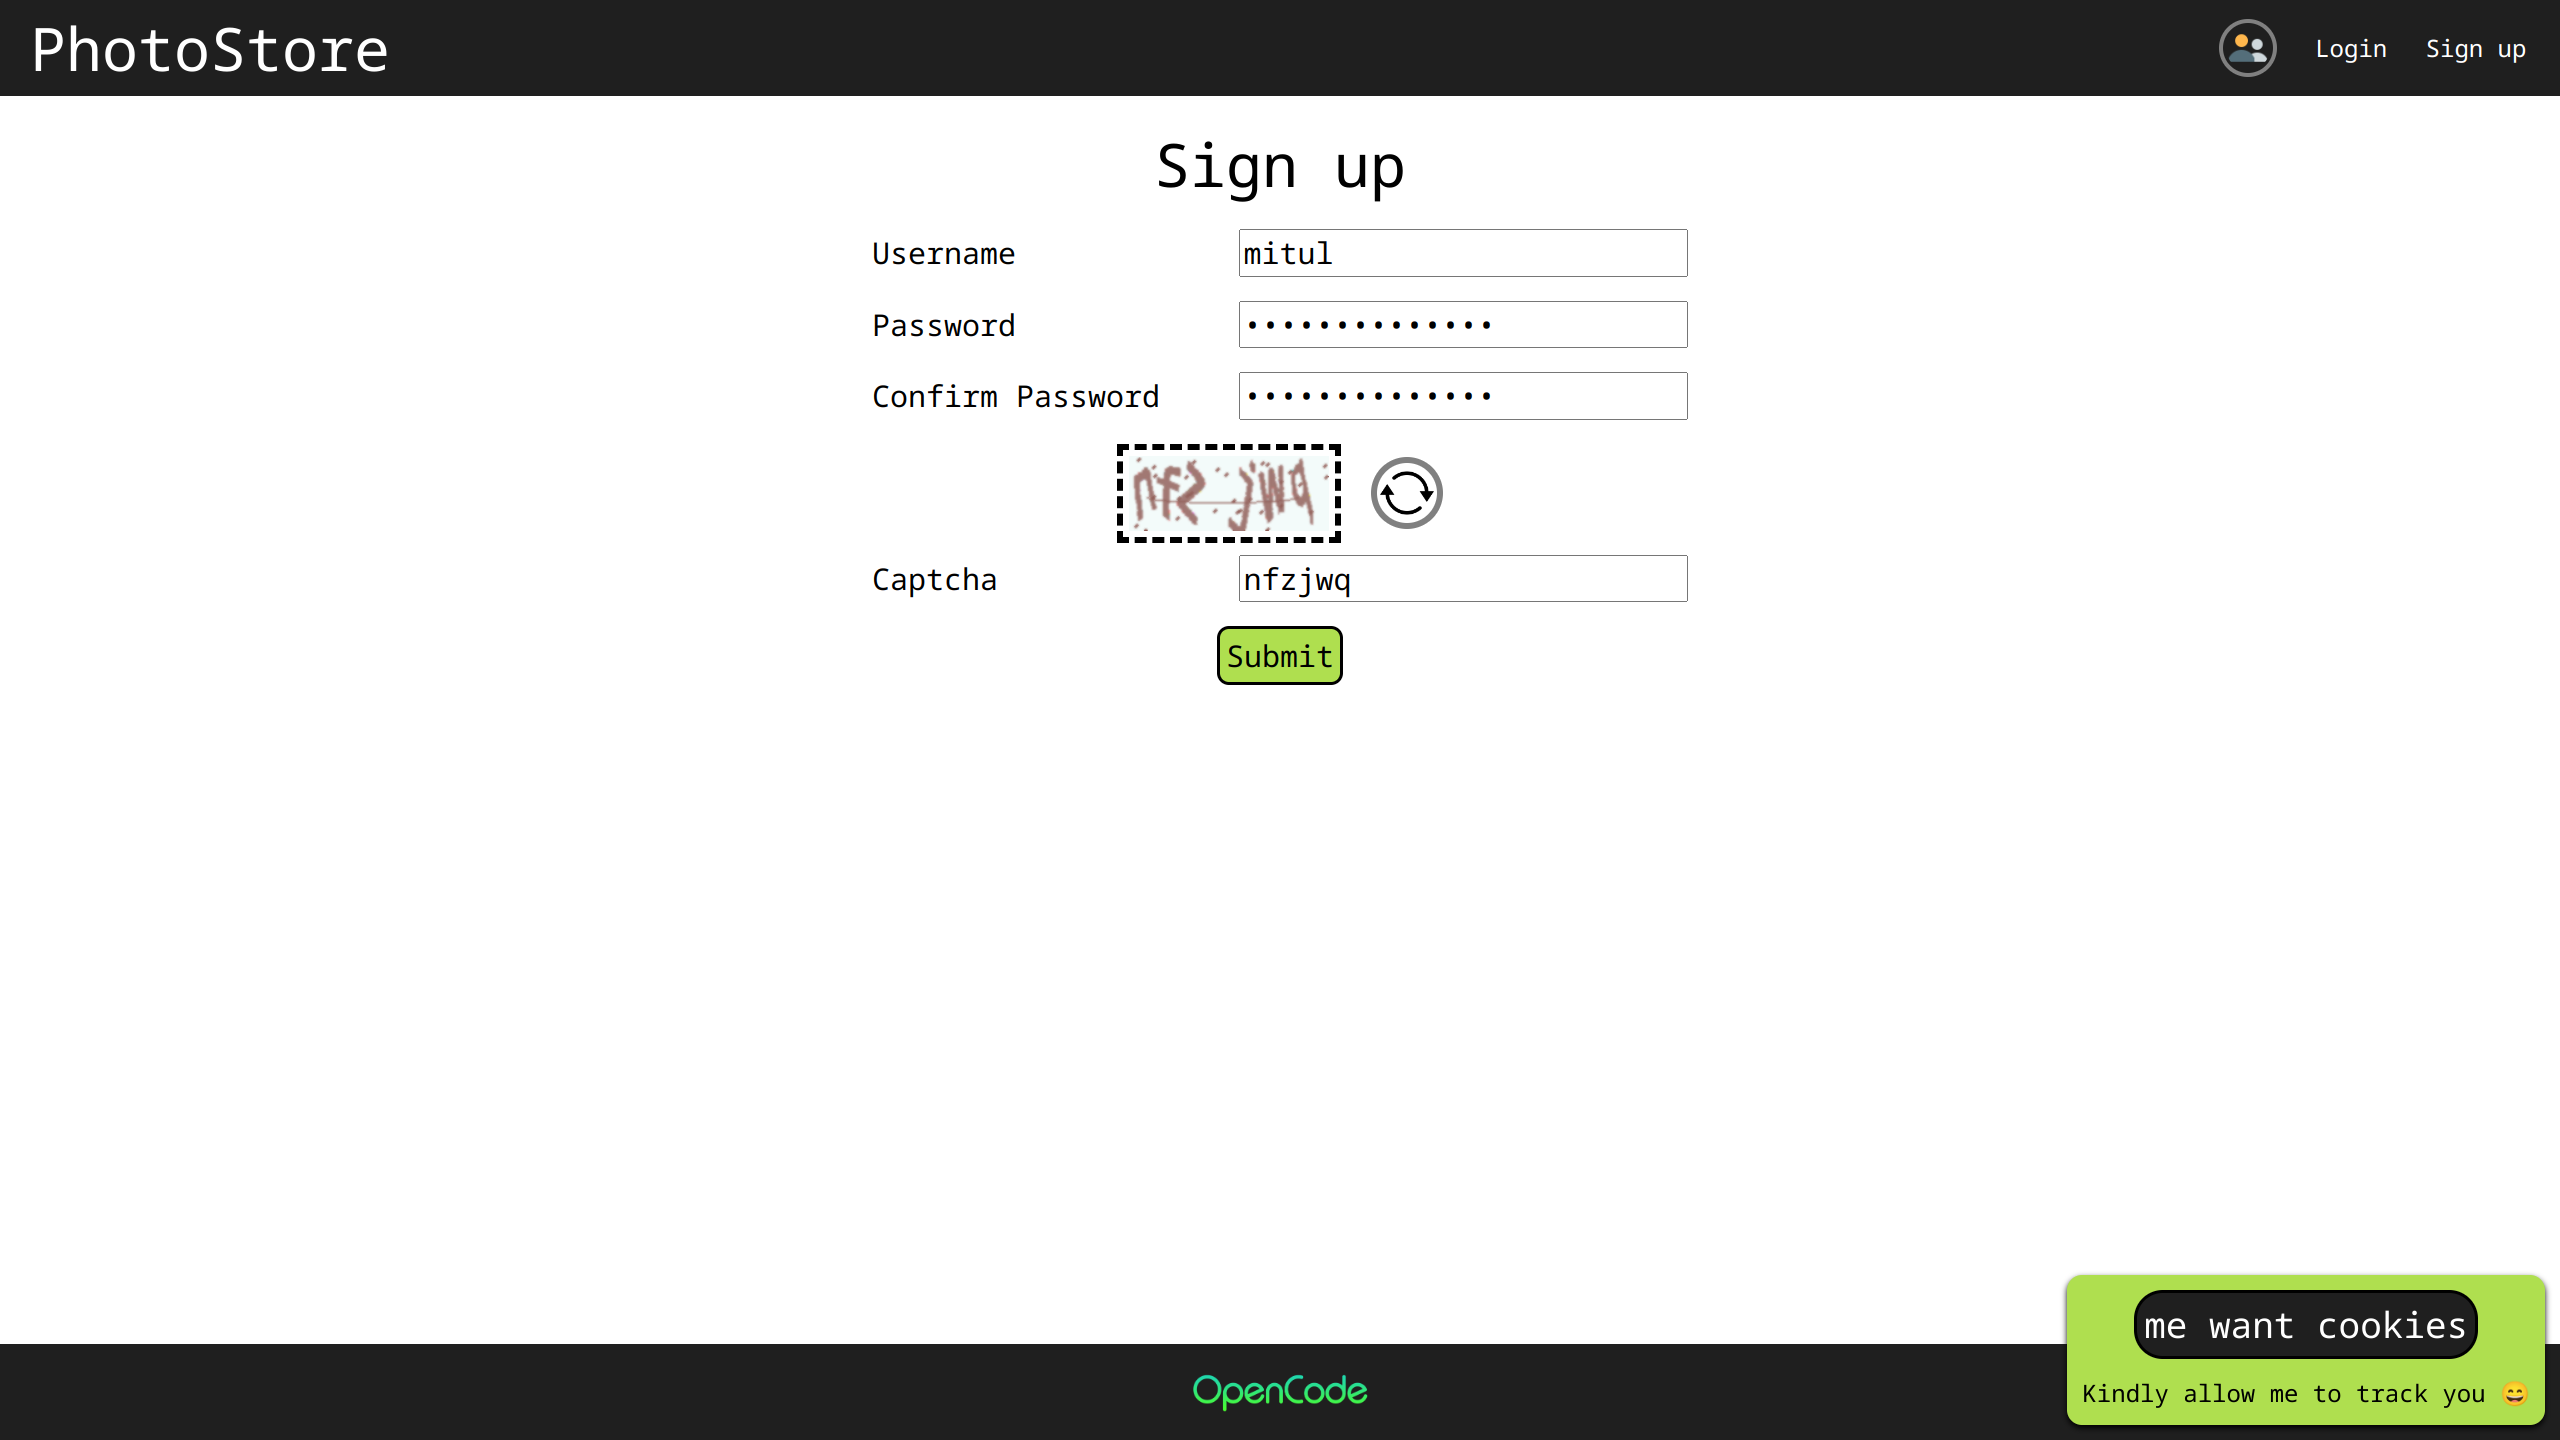 PhotoStore
Login
Sign up
Sign up
Username
mitul
Password
••••••••••••••
Confirm Password
••••••••••••••
nfz jwq
Captcha
nfzjwq
Submit
me want cookies
Kindly allow me to track you 😄
OpenCode